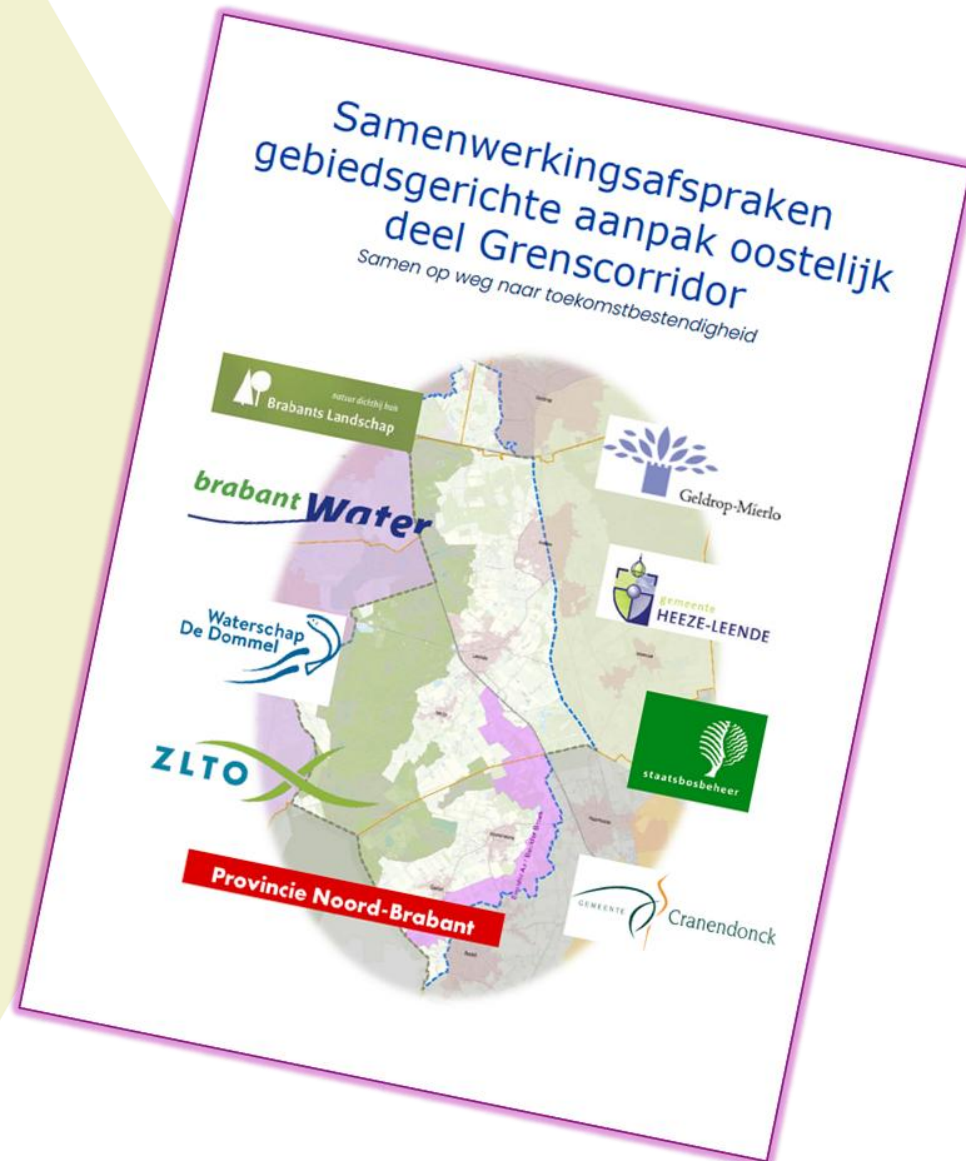 Samenwerkingsafspraken
gebiedsgerichte aanpak oostelijk
deel Grenscorridor
Samen op weg naar toekomstbestendigheid
natuur dichtbij huis
Brabants Landschap
Geldrop-Mierlo
brabant Water
gemeente
HEEZE-LEENDE
Waterschap
De Dommel
staatsbosbeheer
ZLTO
Provincie Noord-Brabant
GEMEENTE Cranendonck